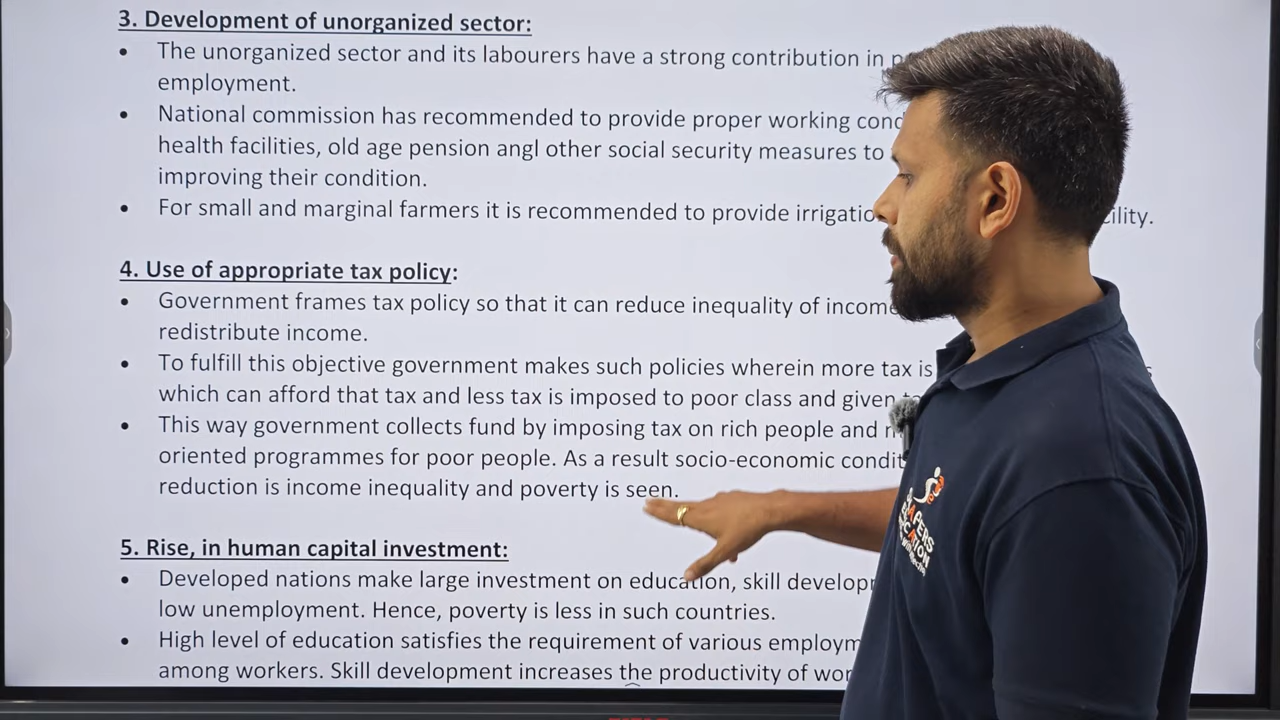 3. Development of unorganized sector:
• The unorganized sector and its labourers have a strong contribution in
employment.
• National commission has recommended to provide proper working
health facilities, old age pension angl other social security measures to
improving their condition.
• For small and marginal farmers it is recommended to provide
4. Use of appropriate tax policy:
• Government frames tax policy so that it can reduce inequality of income
redistribute income.
• To fulfill this objective government makes such policies wherein more tax is
which can afford that tax and less tax is imposed to poor class and given
• This way government collects fund by imposing tax on rich people and
oriented programmes for poor people. As a result socio-economic
reduction is income inequality and poverty is seen.
5. Rise, in human capital investment:
• Developed nations make large investment on education, skill
low unemployment. Hence, poverty is less in such countries.
• High level of education satisfies the requirement of various
among workers. Skill development increases the productivity of
EDUCATION